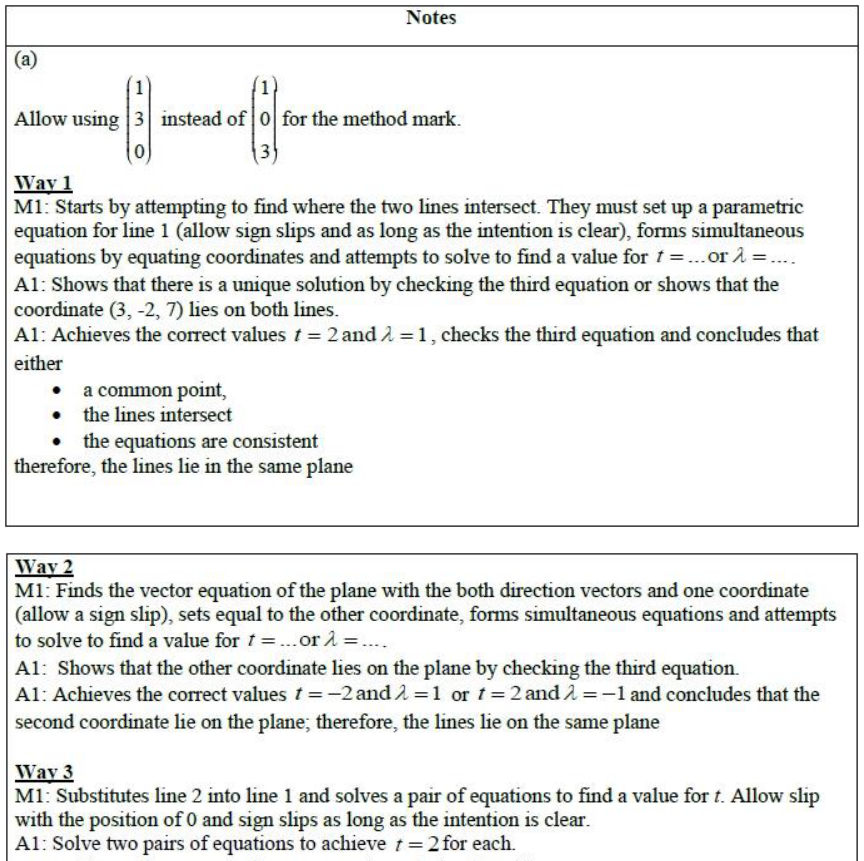 Notes
(a)
Allow using (1 3 0) instead of (1 0 3) for the method mark.
Way 1
M1: Starts by attempting to find where the two lines intersect. They must set up a parametric
equation for line 1 (allow sign slips and as long as the intention is clear), forms simultaneous
equations by equating coordinates and attempts to solve to find a value for t = ...or λ = ... .
A1: Shows that there is a unique solution by checking the third equation or shows that the
coordinate (3, -2, 7) lies on both lines.
A1: Achieves the correct values t = 2 and λ = 1, checks the third equation and concludes that
either
• a common point,
• the lines intersect
• the equations are consistent
therefore, the lines lie in the same plane
Way 2
M1: Finds the vector equation of the plane with the both direction vectors and one coordinate
(allow a sign slip), sets equal to the other coordinate, forms simultaneous equations and attempts
to solve to find a value for t = ...or λ = ... .
A1: Shows that the other coordinate lies on the plane by checking the third equation.
A1: Achieves the correct values t = −2 and λ = 1 or t = 2 and λ = −1 and concludes that the
second coordinate lie on the plane; therefore, the lines lie on the same plane
Way 3
M1: Substitutes line 2 into line 1 and solves a pair of equations to find a value for t. Allow slip
with the position of 0 and sign slips as long as the intention is clear.
A1: Solve two pairs of equations to achieve t = 2 for each.